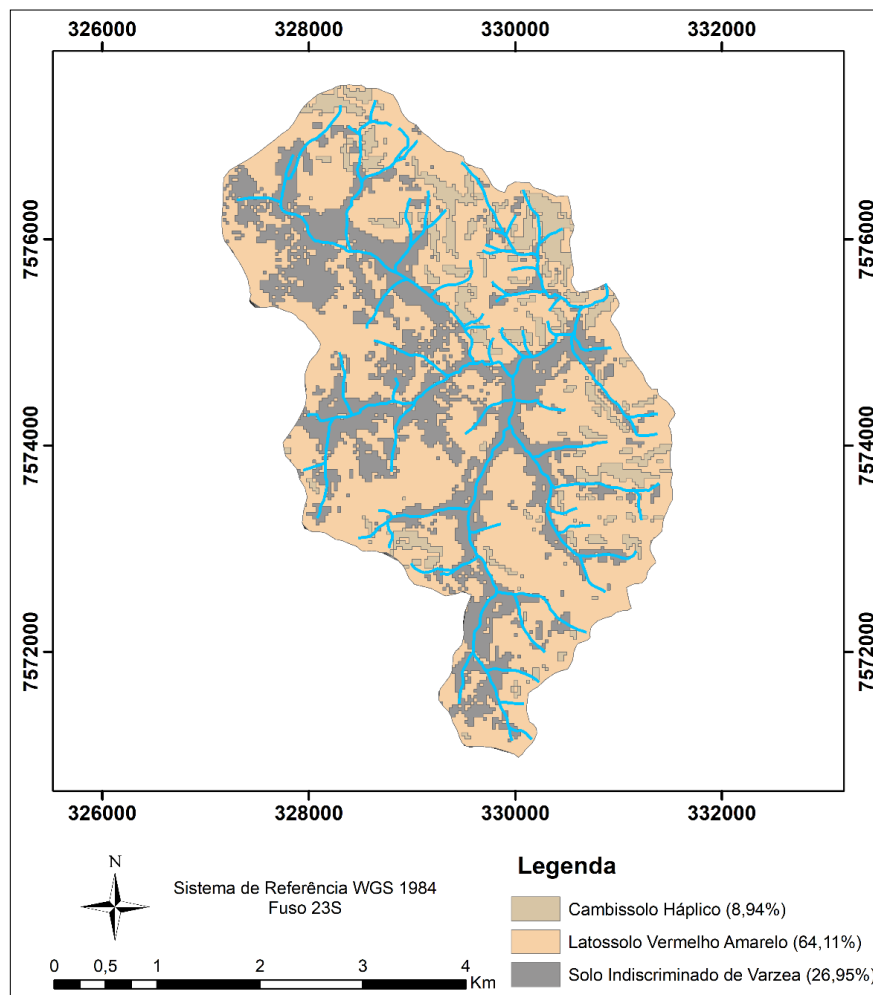 326000 328000 330000 332000
7576000 7576000
7574000 7574000
7572000 7572000
326000 328000 330000 332000
N
Sistema de Referência WGS 1984
Fuso 23S
0 0,5 1 2 3 4
Km
Legenda
Cambissolo Háplico (8,94%)
Latossolo Vermelho Amarelo (64,11%)
Solo Indiscriminado de Varzea (26,95%)